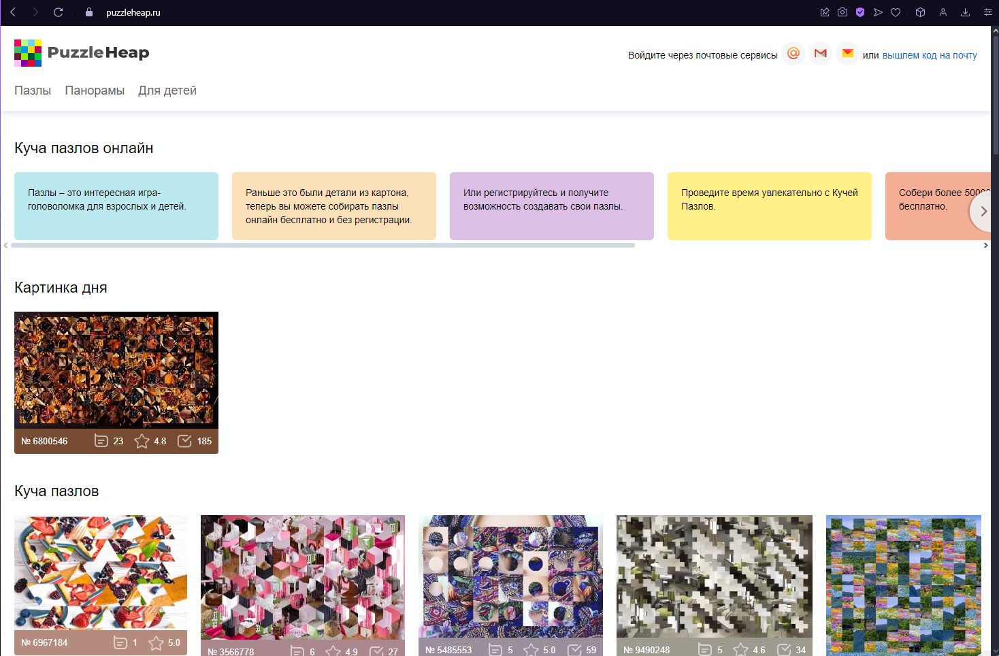 puzzleheap.ru
PuzzleHeap
Войдите через почтовые сервисы или вышлем код на почту
Пазлы Панорамы Для детей
Куча пазлов онлайн
Пазлы – это интересная игра-
головоломка для взрослых и детей.
Раньше это были детали из картона,
теперь вы можете собирать пазлы
онлайн бесплатно и без регистрации.
Или регистрируйтесь и получите
возможность создавать свои пазлы.
Проведите время увлекательно с Кучей
Пазлов.
Собери более 50000
бесплатно.
Картинка дня
№ 6800546 23 4.8 185
Куча пазлов
№ 6967184 1 5.0
№ 3566778 6 4.9 27
№ 5485553 5 5.0 59
№ 9490248 5 4.6 34